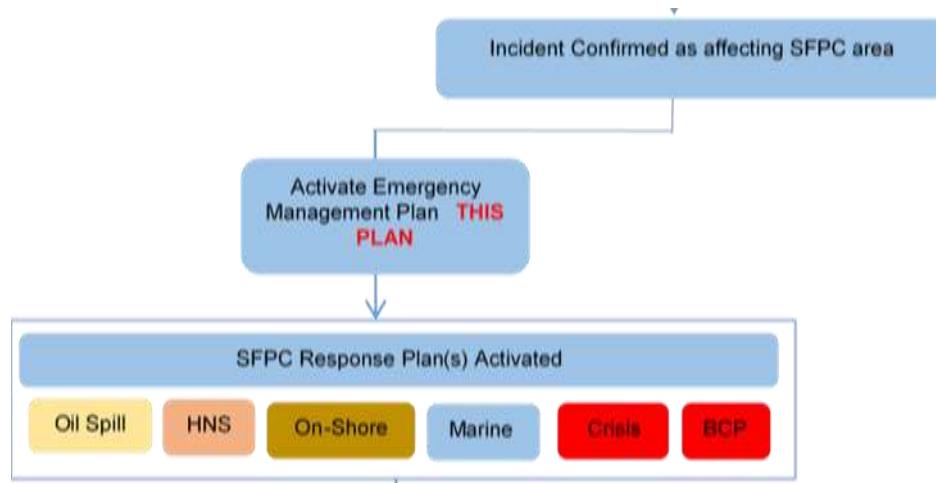 Incident Confirmed as affecting SFPC area
Activate Emergency
Management Plan THIS
PLAN
SFPC Response Plan(s) Activated
Oil Spill
HNS
On-Shore
Marine
Crisis
BCP